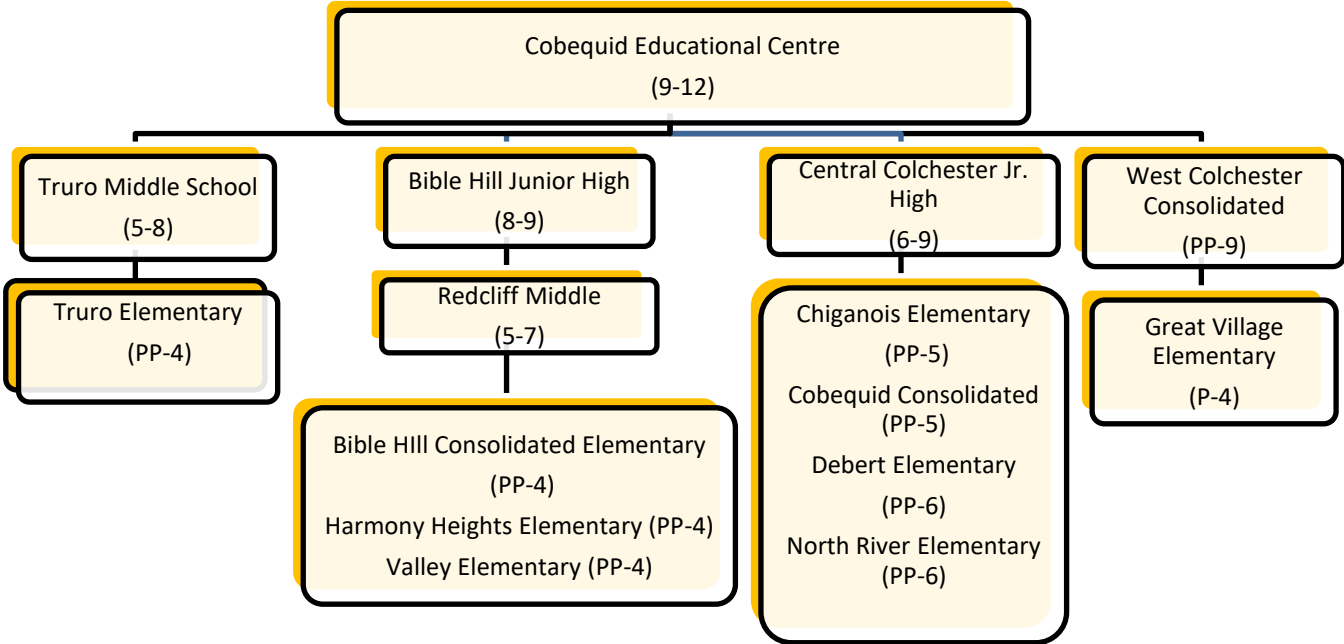 Cobequid Educational Centre
(9-12)
Truro Middle School
(5-8)
Bible Hill Junior High
(8-9)
Central Colchester Jr.
High
(6-9)
West Colchester
Consolidated
(PP-9)
Truro Elementary
(PP-4)
Redcliff Middle
(5-7)
Bible HIll Consolidated Elementary
(PP-4)
Harmony Heights Elementary (PP-4)
Valley Elementary (PP-4)
Chiganois Elementary
(PP-5)
Cobequid Consolidated
(PP-5)
Debert Elementary
(PP-6)
North River Elementary
(PP-6)
Great Village
Elementary
(P-4)